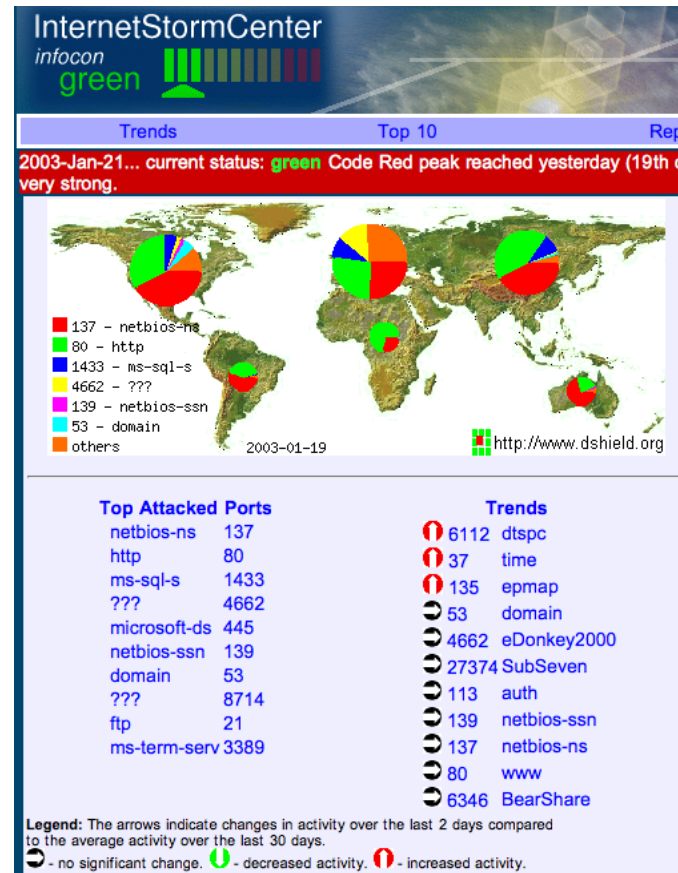 InternetStormCenter
infocon
green
Trends Top 10 Rep
2003-Jan-21... current status: green Code Red peak reached yesterday (19th
very strong.
137 - netbios-ns
80 - http
1433 - ms-sql-s
4662 - ???
139 - netbios-ssn
53 - domain
others
2003-01-19
http://www.dshield.org
Top Attacked Ports
netbios-ns 137
http 80
ms-sql-s 1433
??? 4662
microsoft-ds 445
netbios-ssn 139
domain 53
??? 8714
ftp 21
ms-term-serv 3389
Trends
6112 dtspc
37 time
135 epmap
53 domain
4662 eDonkey2000
27374 SubSeven
113 auth
139 netbios-ssn
137 netbios-ns
80 www
6346 BearShare
Legend: The arrows indicate changes in activity over the last 2 days compared
to the average activity over the last 30 days.
- no significant change. - decreased activity. - increased activity.